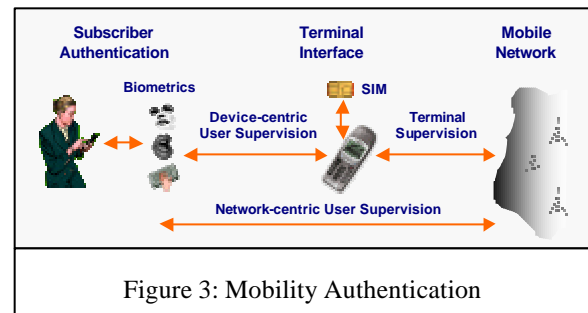 Subscriber
Authentication
Terminal
Interface
Mobile
Network
Biometrics
SIM
Device-centric
User Supervision
Terminal
Supervision
Network-centric User Supervision
Figure 3: Mobility Authentication